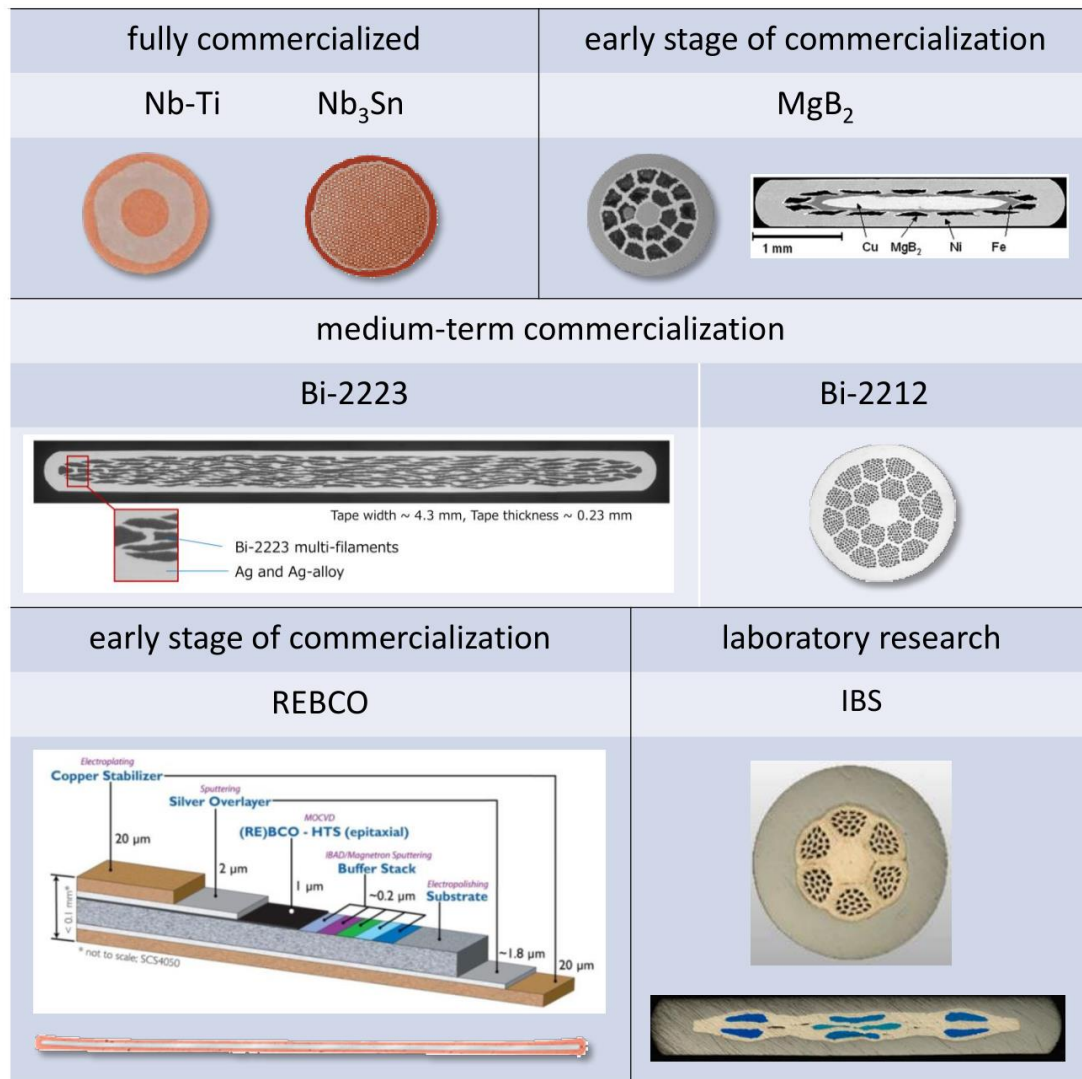 fully commercialized
early stage of commercialization
Nb-Ti
Nb₃Sn
MgB₂
1 mm
Cu
MgB₂
Ni
Fe
medium-term commercialization
Bi-2223
Bi-2212
Tape width ~ 4.3 mm, Tape thickness ~ 0.23 mm
Bi-2223 multi-filaments
Ag and Ag-alloy
early stage of commercialization
laboratory research
REBCO
IBS
Electroplating
Copper Stabilizer
Sputtering
Silver Overlayer
MOCVD
(RE)BCO - HTS (epitaxial)
IBAD/Magnetron Sputtering
Buffer Stack
Electropolishing
Substrate
20 µm
2 µm
1 µm
~0.2 µm
< 0.1 mm*
* not to scale; SCS4050
~1.8 µm
20 µm